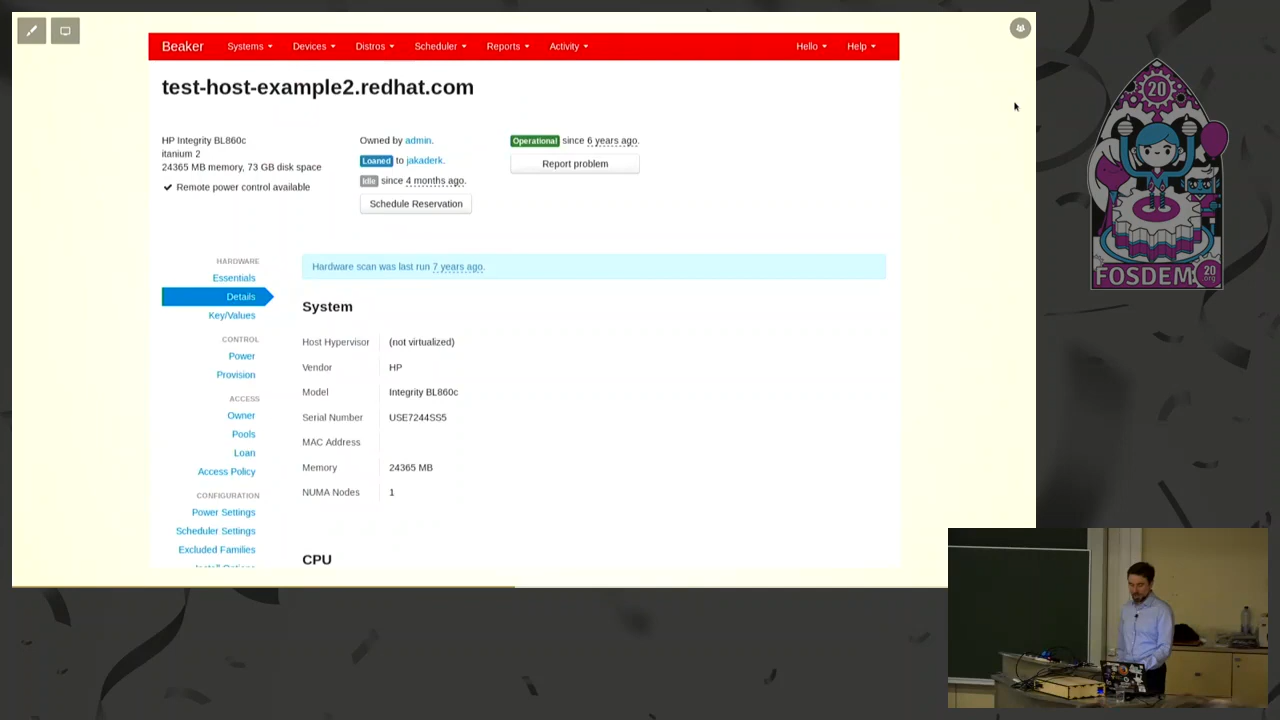 Beaker Systems Devices Distros Scheduler Reports Activity Hello Help
test-host-example2.redhat.com
HP Integrity BL860c
itanium 2
24365 MB memory, 73 GB disk space
Remote power control available
Owned by admin.
Loaned to jakaderk.
Idle since 4 months ago.
Schedule Reservation
Operational since 6 years ago.
Report problem
HARDWARE
Essentials
Details
Key/Values
CONTROL
Power
Provision
ACCESS
Owner
Pools
Loan
Access Policy
CONFIGURATION
Power Settings
Scheduler Settings
Excluded Families
Hardware scan was last run 7 years ago.
System
Host Hypervisor (not virtualized)
Vendor HP
Model Integrity BL860c
Serial Number USE7244SS5
MAC Address
Memory 24365 MB
NUMA Nodes 1
CPU
20
FOSDEM 20
.org